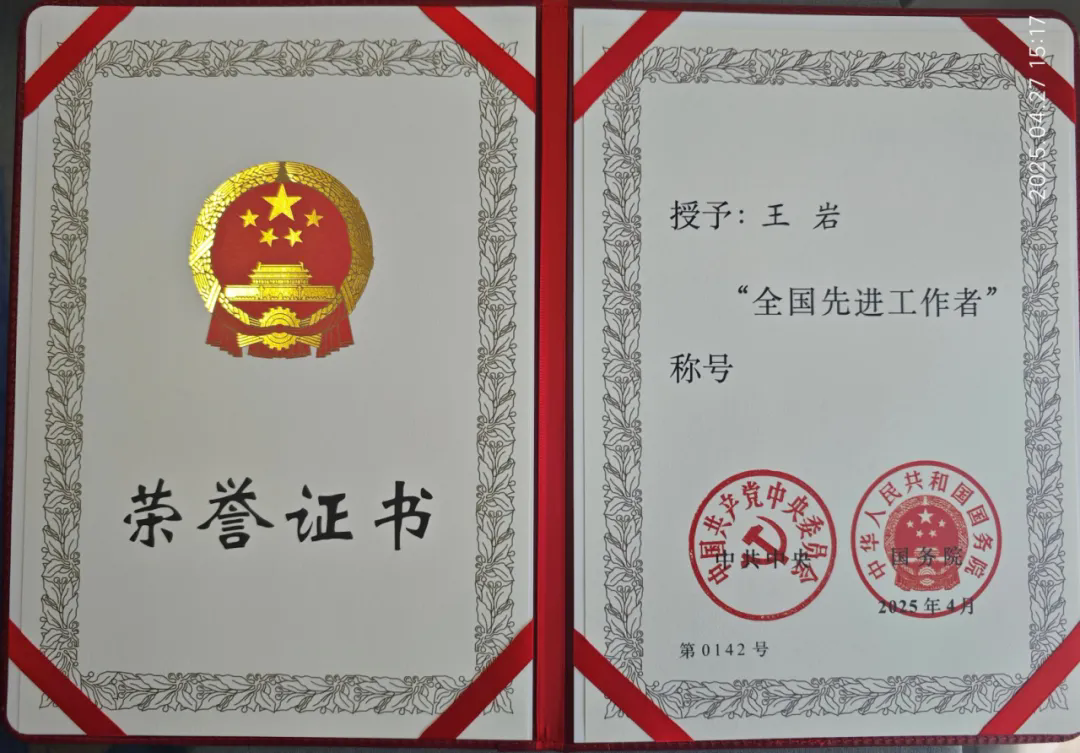 荣誉证书
授予：王 岩
“全国先进工作者”
称号
中国共产党中央委员会
中共中央
中华人民共和国国务院
国务院
2025年4月
第0142号
2025.04.27 15:17